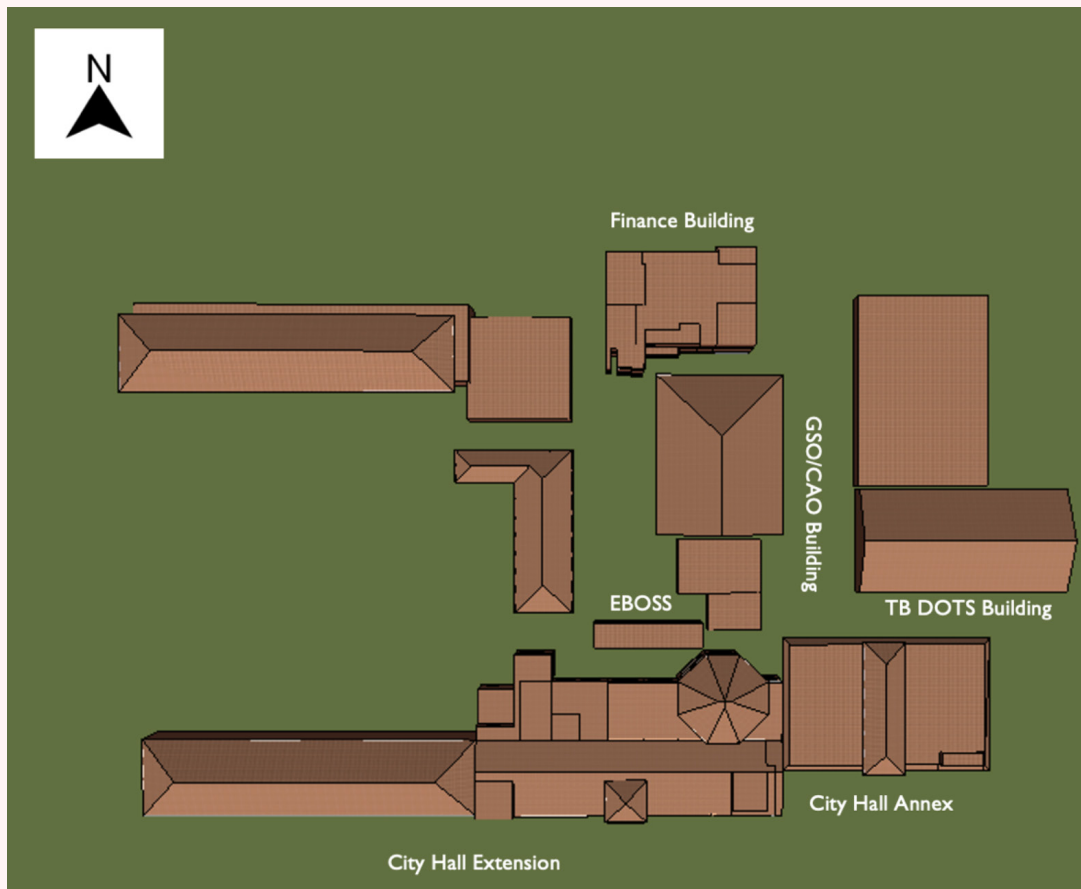 N
Finance Building
GSO/CAO Building
EBOSS
TB DOTS Building
City Hall Annex
City Hall Extension